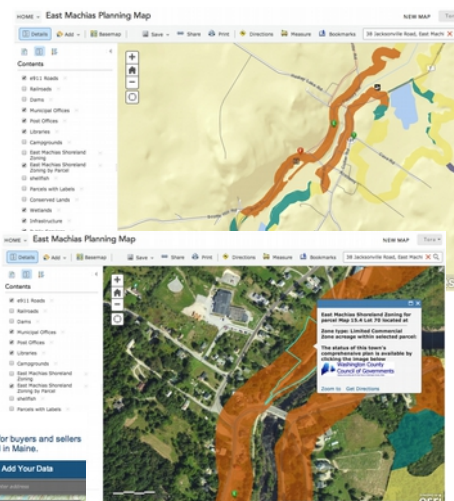 HOME East Machias Planning Map
NEW MAP
Details Add Basemap Save Share Print Directions Measure Bookmarks 38 Jacksonville Road, East Machi
Contents
e911 Roads
Railroads
Dams
Municipal Offices
Post Offices
Libraries
Campgrounds
East Machias Shoreland
Zoning
East Machias Shoreland
Zoning by Parcel
shellfish
Parcels with Labels
Conserved Lands
Wetlands
Infrastructure
HOME East Machias Planning Map
NEW MAP Tora
Details Add Basemap Save Share Print Directions Measure Bookmarks 38 Jacksonville Road, East Machi
Contents
e911 Roads
Railroads
Dams
Municipal Offices
Post Offices
Libraries
Campgrounds
East Machias Shoreland
Zoning
East Machias Shoreland
Zoning by Parcel
shellfish
Parcels with Labels
East Machias Shoreland Zoning for
parcel Map 15.4 Lot 70 located at
Zone type: Limited Commercial
Zone acreage within selected parcel:
The status of this town's
comprehensive plan is available by
clicking the image below
Washington County
Council of Governments
Zoom to Get Directions
for buyers and sellers
in Maine.
Add Your Data
esri